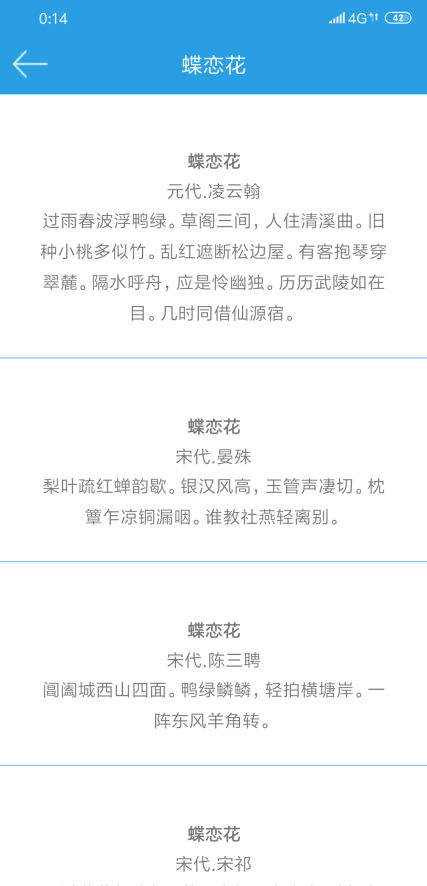 0:14
4G
42
蝶恋花
蝶恋花
元代.凌云翰
过雨春波浮鸭绿。草阁三间，人住清溪曲。旧
种小桃多似竹。乱红遮断松边屋。有客抱琴穿
翠麓。隔水呼舟，应是怜幽独。历历武陵如在
目。几时同借仙源宿。
蝶恋花
宋代.晏殊
梨叶疏红蝉韵歇。银汉风高，玉管声凄切。枕
簟乍凉铜漏咽。谁教社燕轻离别。
蝶恋花
宋代.陈三聘
阊阖城西山四面。鸭绿鳞鳞，轻拍横塘岸。一
阵东风羊角转。
蝶恋花
宋代.宋祁